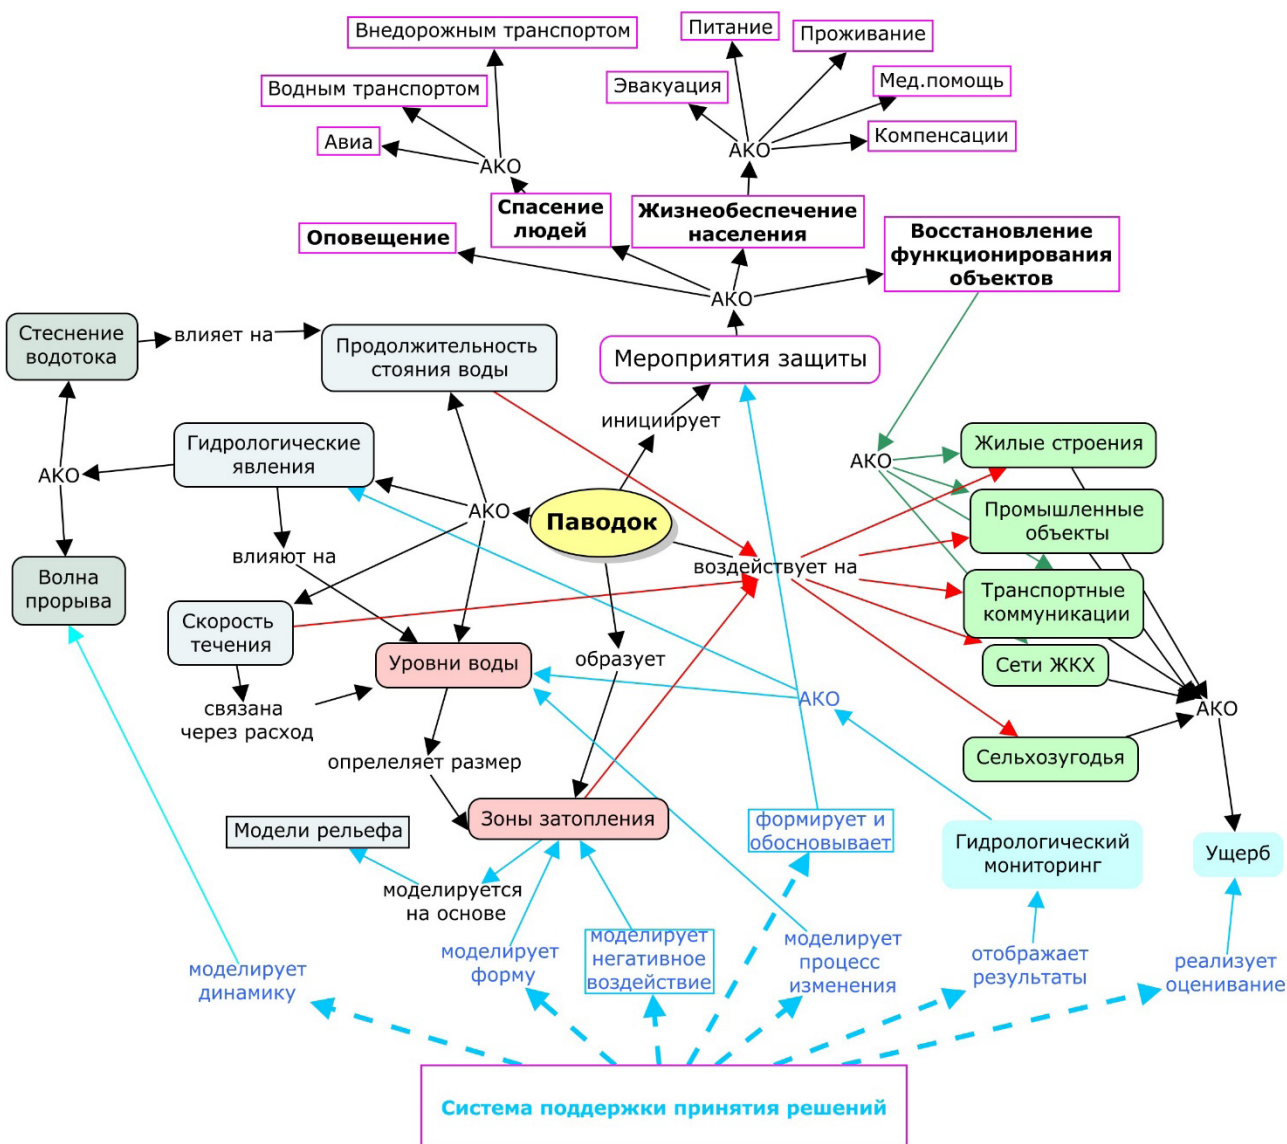 Внедорожным транспортом
Питание
Проживание
Водным транспортом
Эвакуация
Мед.помощь
Авиа
АКО
АКО
Компенсации
Спасение
людей
Жизнеобеспечение
населения
Оповещение
Восстановление
функционирования
объектов
АКО
Стеснение
водотока
влияет на
Продолжительность
стояния воды
Мероприятия защиты
инициирует
Гидрологические
явления
АКО
АКО
Жилые строения
АКО
Паводок
Промышленные
объекты
влияют на
воздействует на
Волна
прорыва
Транспортные
коммуникации
Скорость
течения
Уровни воды
образует
Сети ЖКХ
связана
через расход
АКО
АКО
опрелеляет размер
Сельхозугодья
Модели рельефа
Зоны затопления
формирует и
обосновывает
Гидрологический
мониторинг
Ущерб
моделируется
на основе
моделирует
динамику
моделирует
форму
моделирует
негативное
воздействие
моделирует
процесс
изменения
отображает
результаты
реализует
оценивание
Система поддержки принятия решений